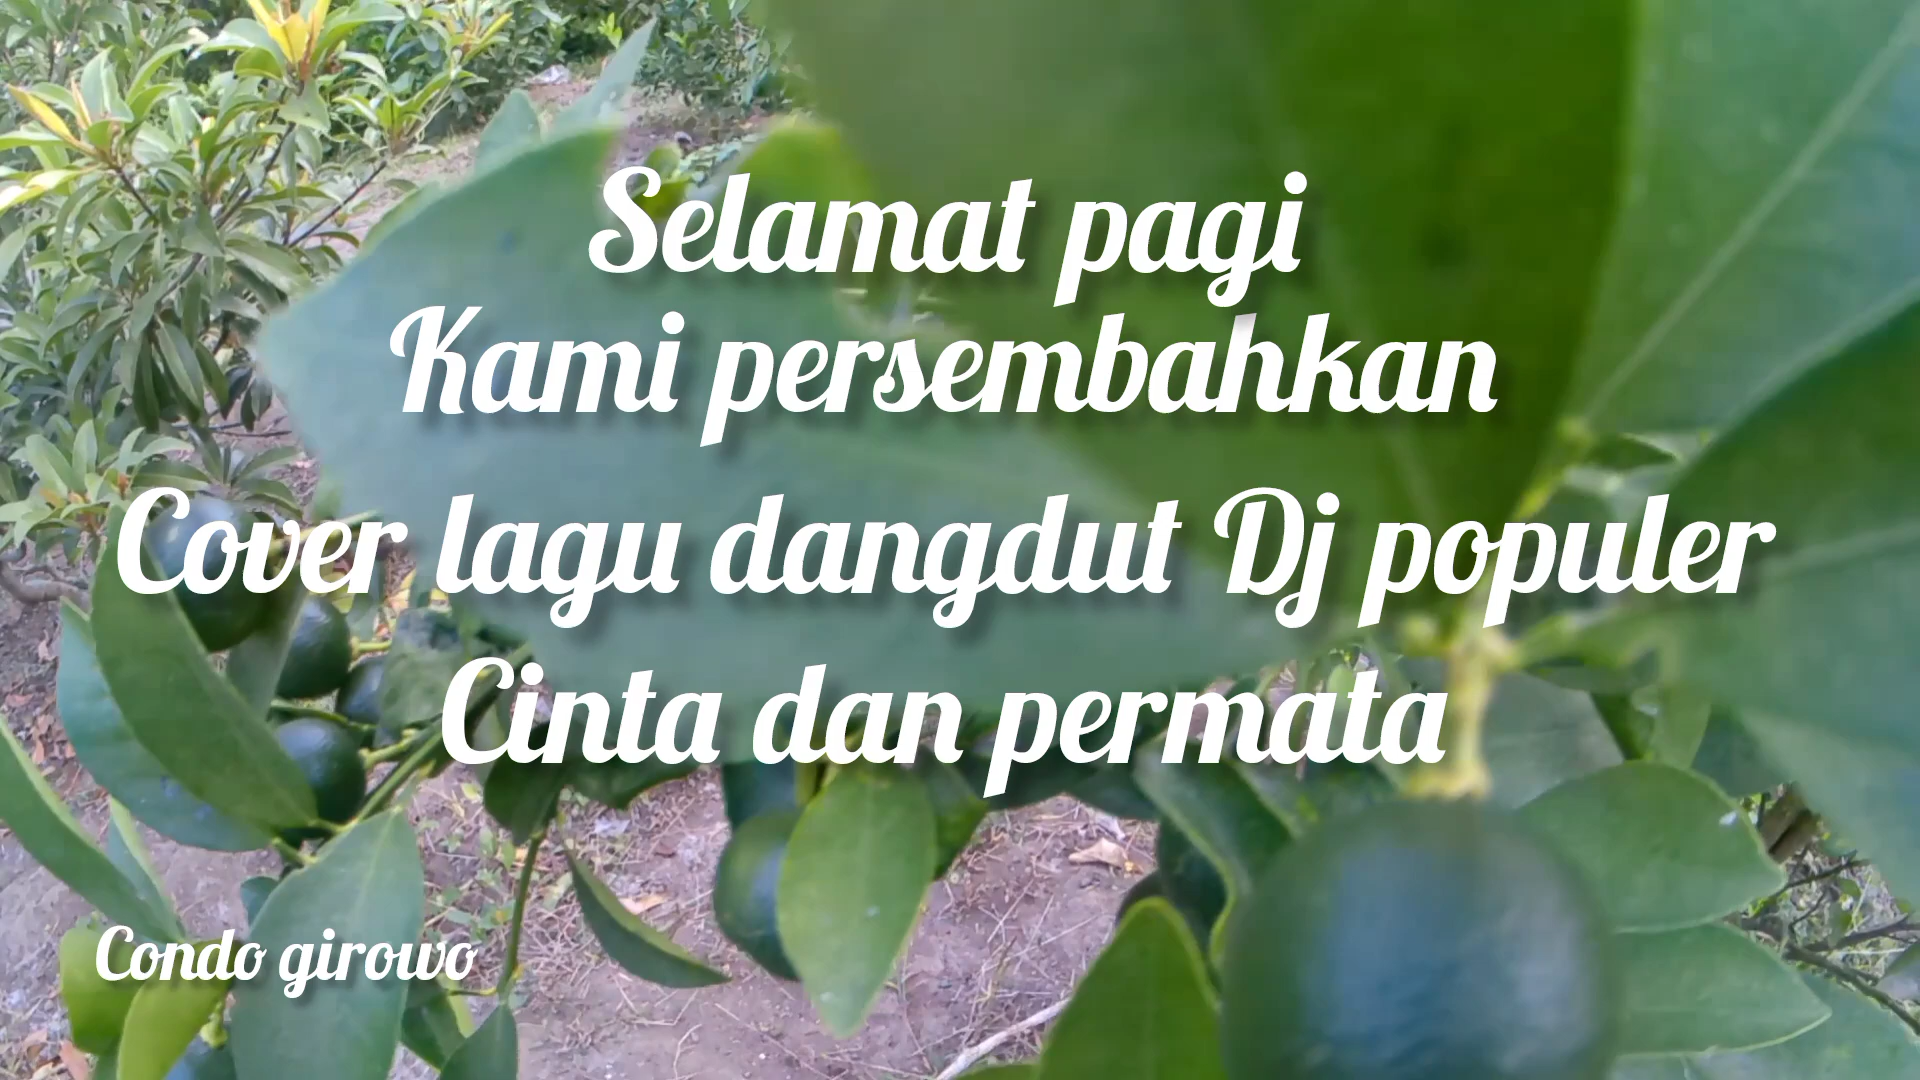 Selamat pagi
Kami persembahkan
Cover lagu dangdut Dj populer
Cinta dan permata
Condo girowo